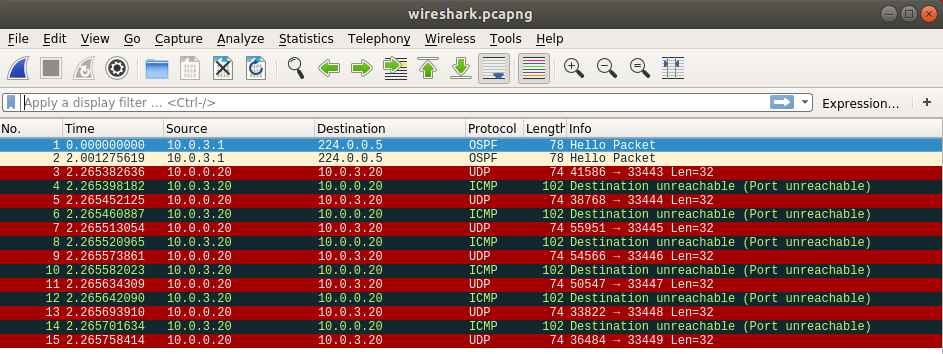 wireshark.pcapng
File Edit View Go Capture Analyze Statistics Telephony Wireless Tools Help
Apply a display filter ... <Ctrl-/> Expression... +
No. Time Source Destination Protocol Length Info
1 0.000000000 10.0.3.1 224.0.0.5 OSPF 78 Hello Packet
2 2.001275619 10.0.3.1 224.0.0.5 OSPF 78 Hello Packet
3 2.265382636 10.0.0.20 10.0.3.20 UDP 74 41586 → 33443 Len=32
4 2.265398182 10.0.3.20 10.0.0.20 ICMP 102 Destination unreachable (Port unreachable)
5 2.265452125 10.0.0.20 10.0.3.20 UDP 74 38768 → 33444 Len=32
6 2.265460887 10.0.3.20 10.0.0.20 ICMP 102 Destination unreachable (Port unreachable)
7 2.265513054 10.0.0.20 10.0.3.20 UDP 74 55951 → 33445 Len=32
8 2.265520965 10.0.3.20 10.0.0.20 ICMP 102 Destination unreachable (Port unreachable)
9 2.265573861 10.0.0.20 10.0.3.20 UDP 74 54566 → 33446 Len=32
10 2.265582023 10.0.3.20 10.0.0.20 ICMP 102 Destination unreachable (Port unreachable)
11 2.265634309 10.0.0.20 10.0.3.20 UDP 74 50547 → 33447 Len=32
12 2.265642090 10.0.3.20 10.0.0.20 ICMP 102 Destination unreachable (Port unreachable)
13 2.265693910 10.0.0.20 10.0.3.20 UDP 74 33822 → 33448 Len=32
14 2.265701634 10.0.3.20 10.0.0.20 ICMP 102 Destination unreachable (Port unreachable)
15 2.265758414 10.0.0.20 10.0.3.20 UDP 74 36484 → 33449 Len=32